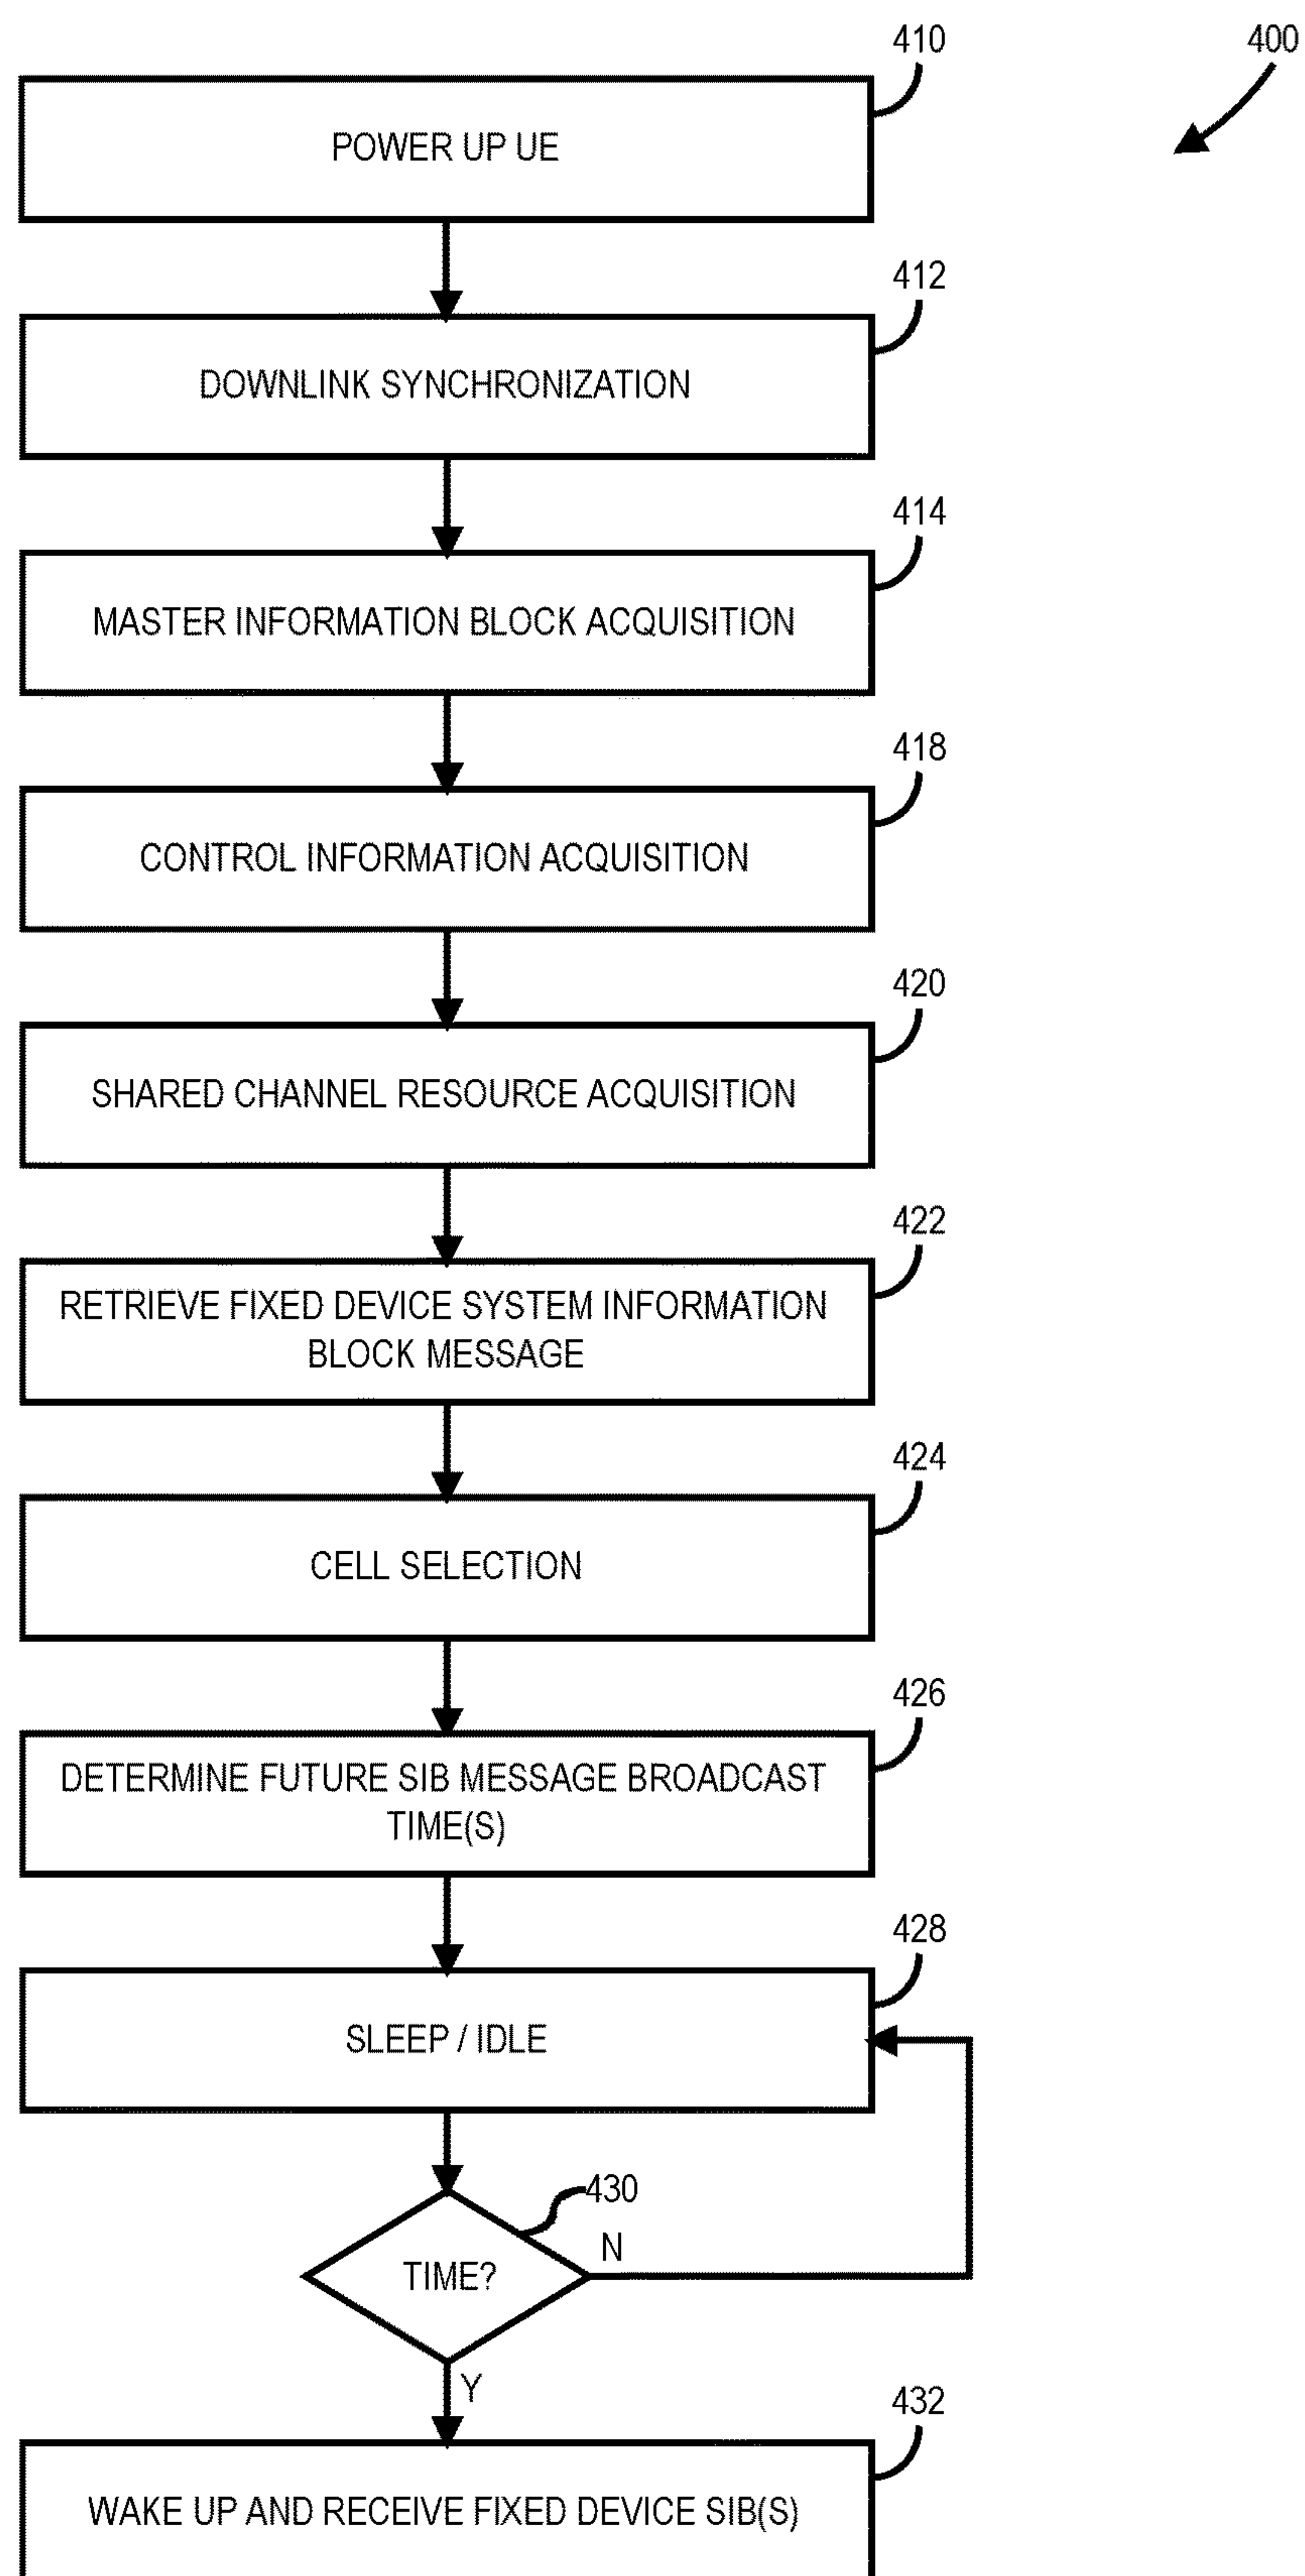 400
410
POWER UP UE
412
DOWNLINK SYNCHRONIZATION
414
MASTER INFORMATION BLOCK ACQUISITION
418
CONTROL INFORMATION ACQUISITION
420
SHARED CHANNEL RESOURCE ACQUISITION
422
RETRIEVE FIXED DEVICE SYSTEM INFORMATION
BLOCK MESSAGE
424
CELL SELECTION
426
DETERMINE FUTURE SIB MESSAGE BROADCAST
TIME(S)
428
SLEEP / IDLE
430
TIME?
N
Y
432
WAKE UP AND RECEIVE FIXED DEVICE SIB(S)